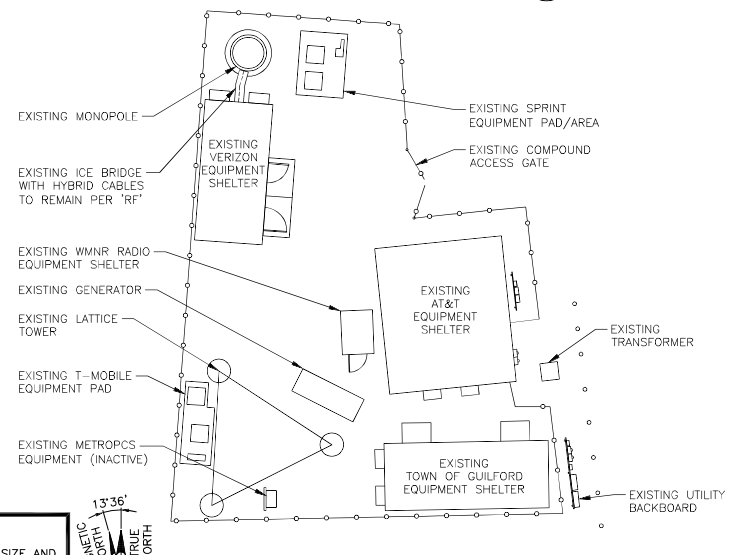 EXISTING MONOPOLE
EXISTING ICE BRIDGE
WITH HYBRID CABLES
TO REMAIN PER 'RF'
EXISTING
VERIZON
EQUIPMENT
SHELTER
EXISTING SPRINT
EQUIPMENT PAD/AREA
EXISTING COMPOUND
ACCESS GATE
EXISTING WMNR RADIO
EQUIPMENT SHELTER
EXISTING GENERATOR
EXISTING LATTICE
TOWER
EXISTING
AT&T
EQUIPMENT
SHELTER
EXISTING
TRANSFORMER
EXISTING T-MOBILE
EQUIPMENT PAD
EXISTING METROPCS
EQUIPMENT (INACTIVE)
EXISTING
TOWN OF GUILFORD
EQUIPMENT SHELTER
EXISTING UTILITY
BACKBOARD
13°36'
TRUE
SIZE AND